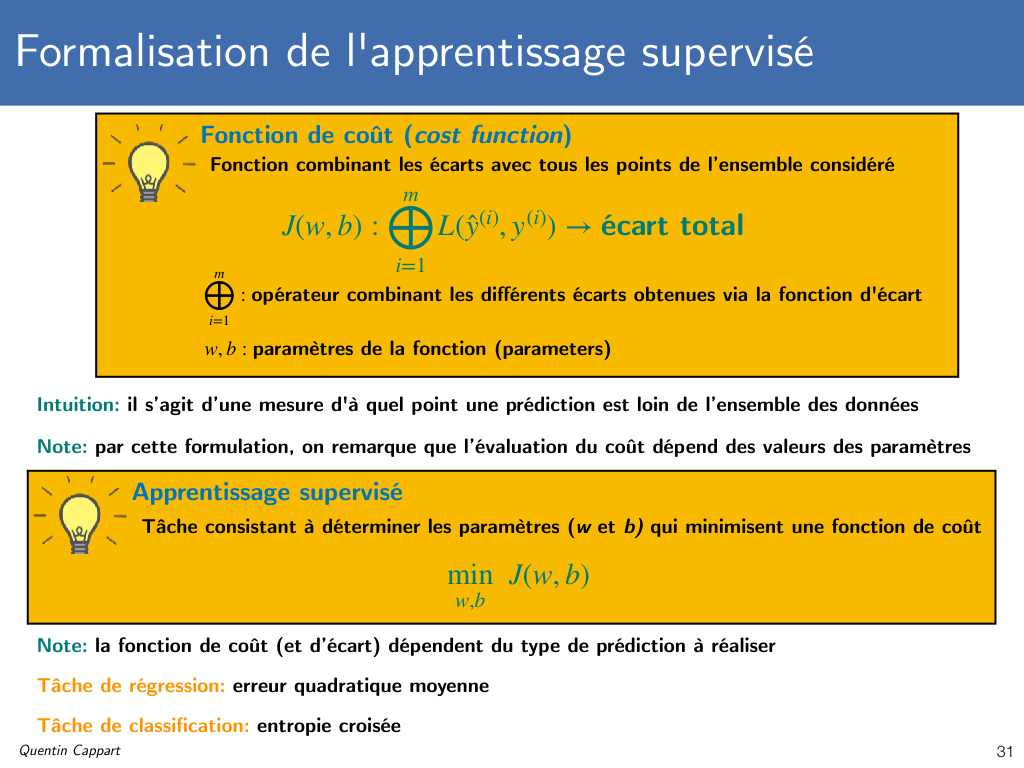 Formalisation de l'apprentissage supervisé
Fonction de coût (cost function)
Fonction combinant les écarts avec tous les points de l'ensemble considéré
J(w, b) : ⨁_{i=1}^{m} L(ŷ^{(i)}, y^{(i)}) → écart total
⨁_{i=1}^{m} : opérateur combinant les différents écarts obtenues via la fonction d'écart
w, b : paramètres de la fonction (parameters)
Intuition: il s'agit d'une mesure d'à quel point une prédiction est loin de l'ensemble des données
Note: par cette formulation, on remarque que l'évaluation du coût dépend des valeurs des paramètres
Apprentissage supervisé
Tâche consistant à déterminer les paramètres (w et b) qui minimisent une fonction de coût
min_{w,b} J(w, b)
Note: la fonction de coût (et d'écart) dépendent du type de prédiction à réaliser
Tâche de régression: erreur quadratique moyenne
Tâche de classification: entropie croisée
Quentin Cappart
31